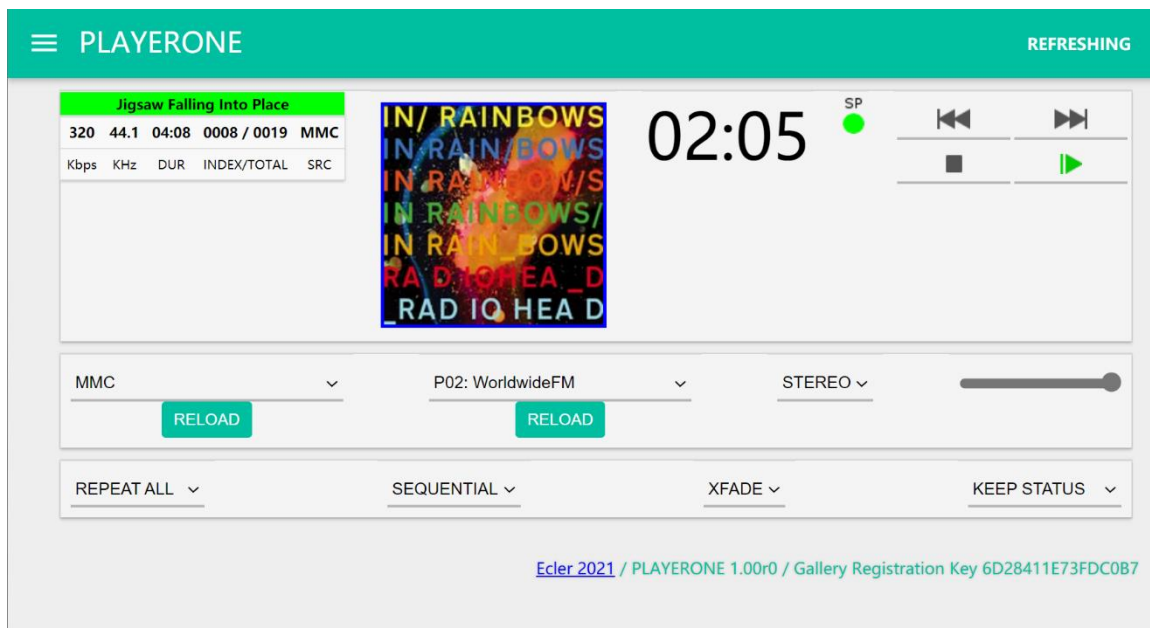 PLAYERONE
REFRESHING
Jigsaw Falling Into Place
320 44.1 04:08 0008 / 0019 MMC
Kbps KHz DUR INDEX/TOTAL SRC
IN/ RAINBOWS
IN RAIN/BOWS
IN RAINBOW/S
IN RAINBOWS/
IN RAIN_BOWS
RA D IOHEA _D
_RAD IO HEA D
02:05
SP
MMC
RELOAD
P02: WorldwideFM
RELOAD
STEREO
REPEAT ALL
SEQUENTIAL
XFADE
KEEP STATUS
Ecler 2021 / PLAYERONE 1.00r0 / Gallery Registration Key 6D28411E73FDC0B7